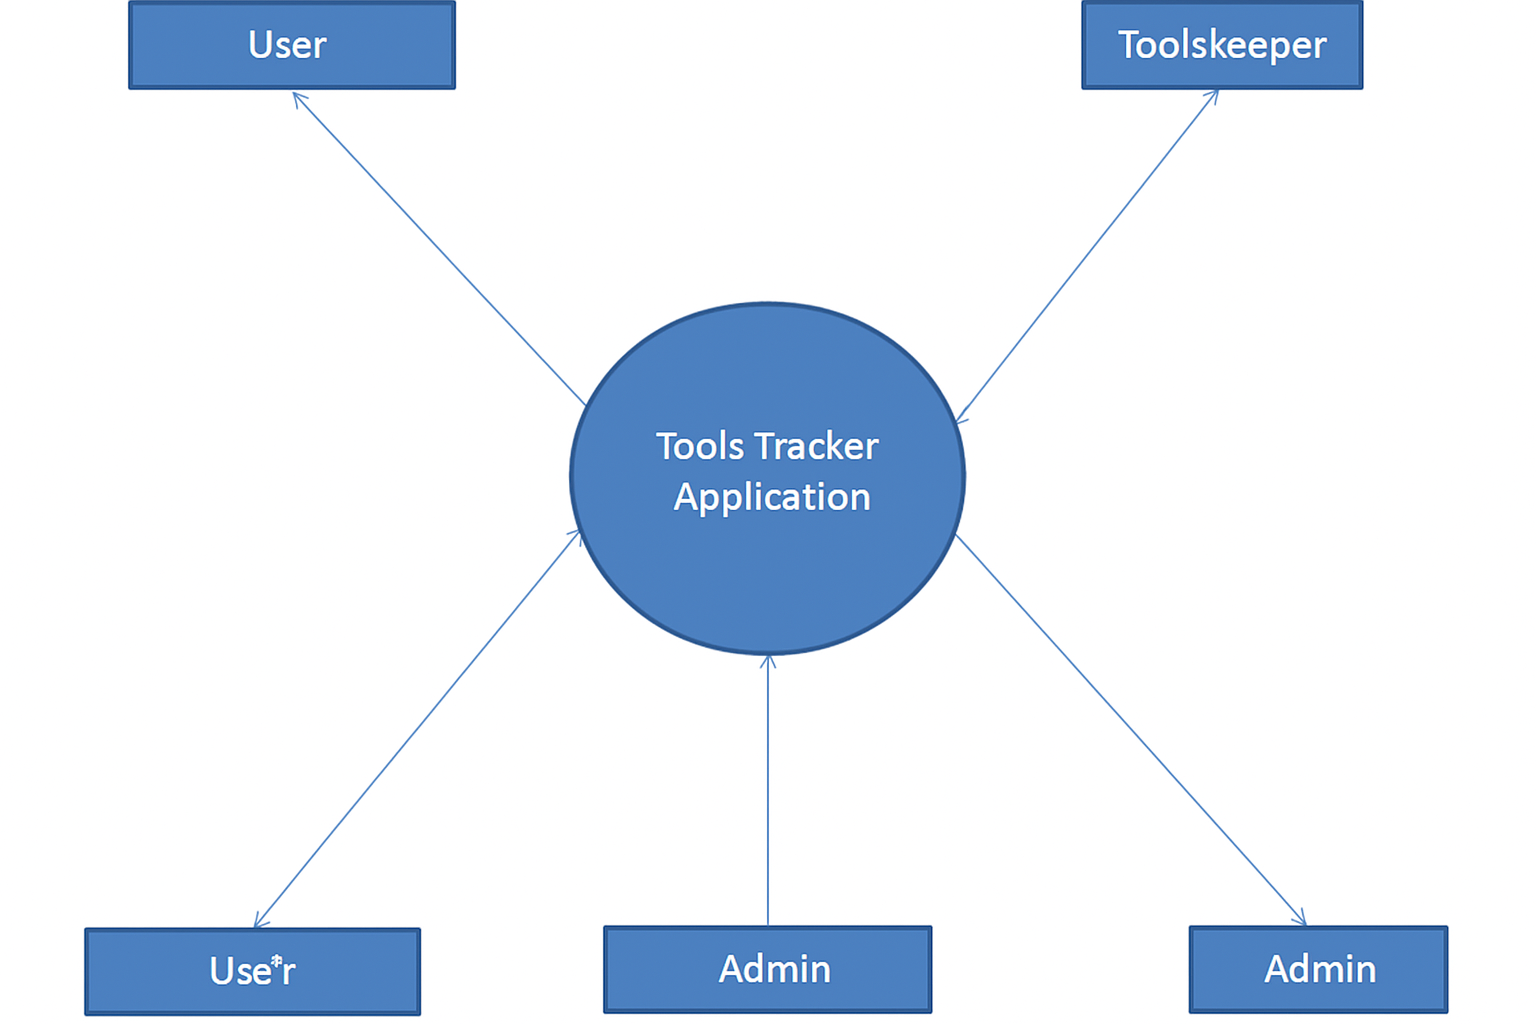 User
Toolskeeper
Tools Tracker
Application
Use*r
Admin
Admin